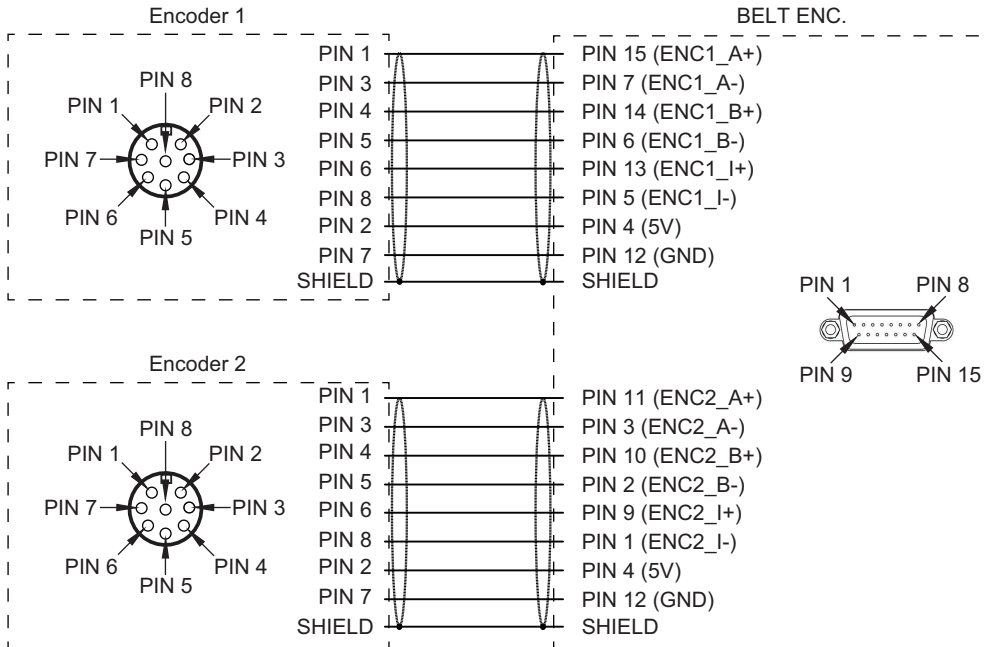 Encoder 1
BELT ENC.
PIN 8
PIN 1
PIN 2
PIN 7
PIN 3
PIN 6
PIN 4
PIN 5
PIN 1 PIN 15 (ENC1_A+)
PIN 3 PIN 7 (ENC1_A-)
PIN 4 PIN 14 (ENC1_B+)
PIN 5 PIN 6 (ENC1_B-)
PIN 6 PIN 13 (ENC1_I+)
PIN 8 PIN 5 (ENC1_I-)
PIN 2 PIN 4 (5V)
PIN 7 PIN 12 (GND)
SHIELD SHIELD
PIN 1 PIN 8
PIN 9 PIN 15
Encoder 2
PIN 8
PIN 1
PIN 2
PIN 7
PIN 3
PIN 6
PIN 4
PIN 5
PIN 1 PIN 11 (ENC2_A+)
PIN 3 PIN 3 (ENC2_A-)
PIN 4 PIN 10 (ENC2_B+)
PIN 5 PIN 2 (ENC2_B-)
PIN 6 PIN 9 (ENC2_I+)
PIN 8 PIN 1 (ENC2_I-)
PIN 2 PIN 4 (5V)
PIN 7 PIN 12 (GND)
SHIELD SHIELD